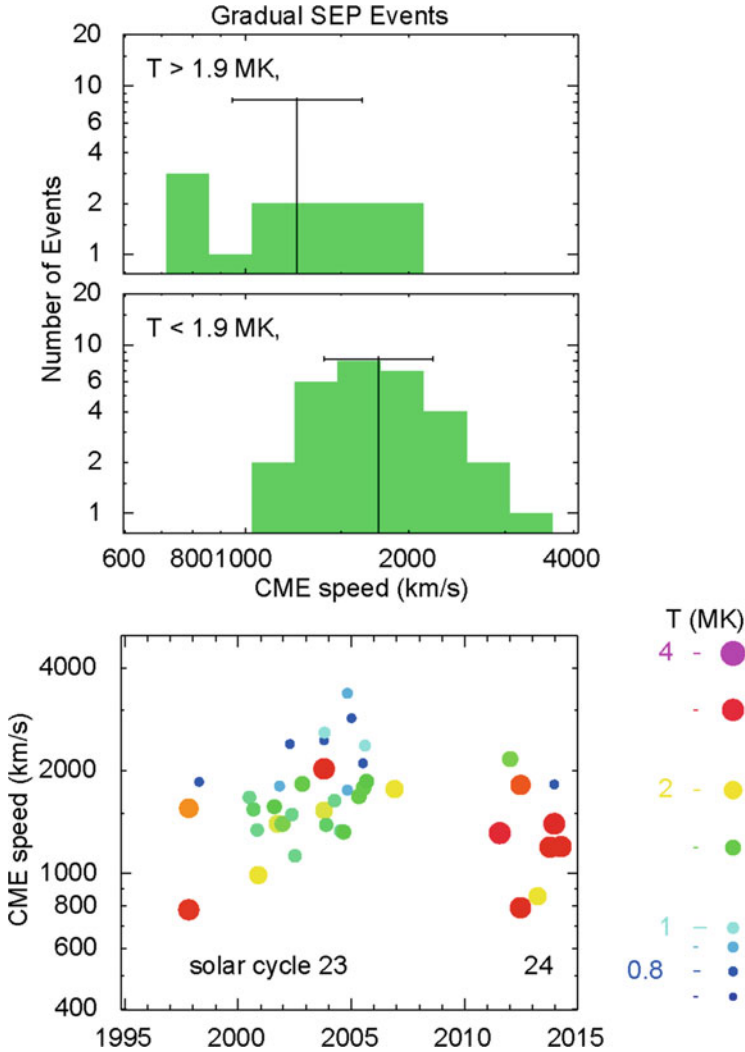 Gradual SEP Events
20
T > 1.9 MK,
10
6
4
2
1
Number of Events
20
T < 1.9 MK,
10
6
4
2
1
600 800 1000 2000 4000
CME speed (km/s)
T (MK)
4
2
1
0.8
4000
2000
1000
800
600
400
CME speed (km/s)
solar cycle 23 24
1995 2000 2005 2010 2015